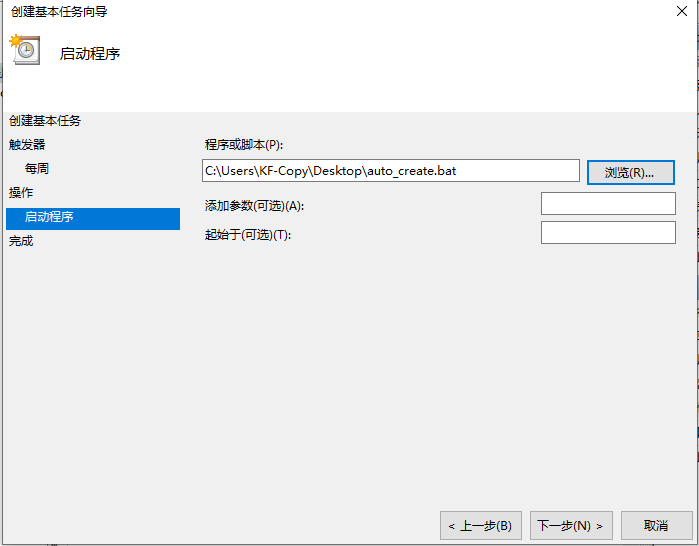 创建基本任务向导
启动程序
创建基本任务
触发器
每周
操作
启动程序
完成
程序或脚本(P):
C:\Users\KF-Copy\Desktop\auto_create.bat
浏览(R)...
添加参数(可选)(A):
起始于(可选)(T):
< 上一步(B)
下一步(N) >
取消